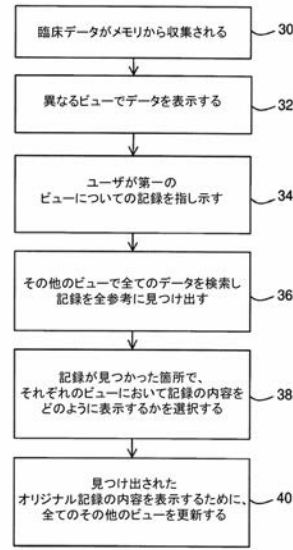 臨床データがメモリから収集される
30
異なるビューでデータを表示する
32
ユーザが第一の
ビューについての記録を指し示す
34
その他のビューで全てのデータを検索し
記録を全参考に見つけ出す
36
記録が見つかった箇所で、
それぞれのビューにおいて記録の内容を
どのように表示するかを選択する
38
見つけ出された
オリジナル記録の内容を表示するために、
全てのその他のビューを更新する
40